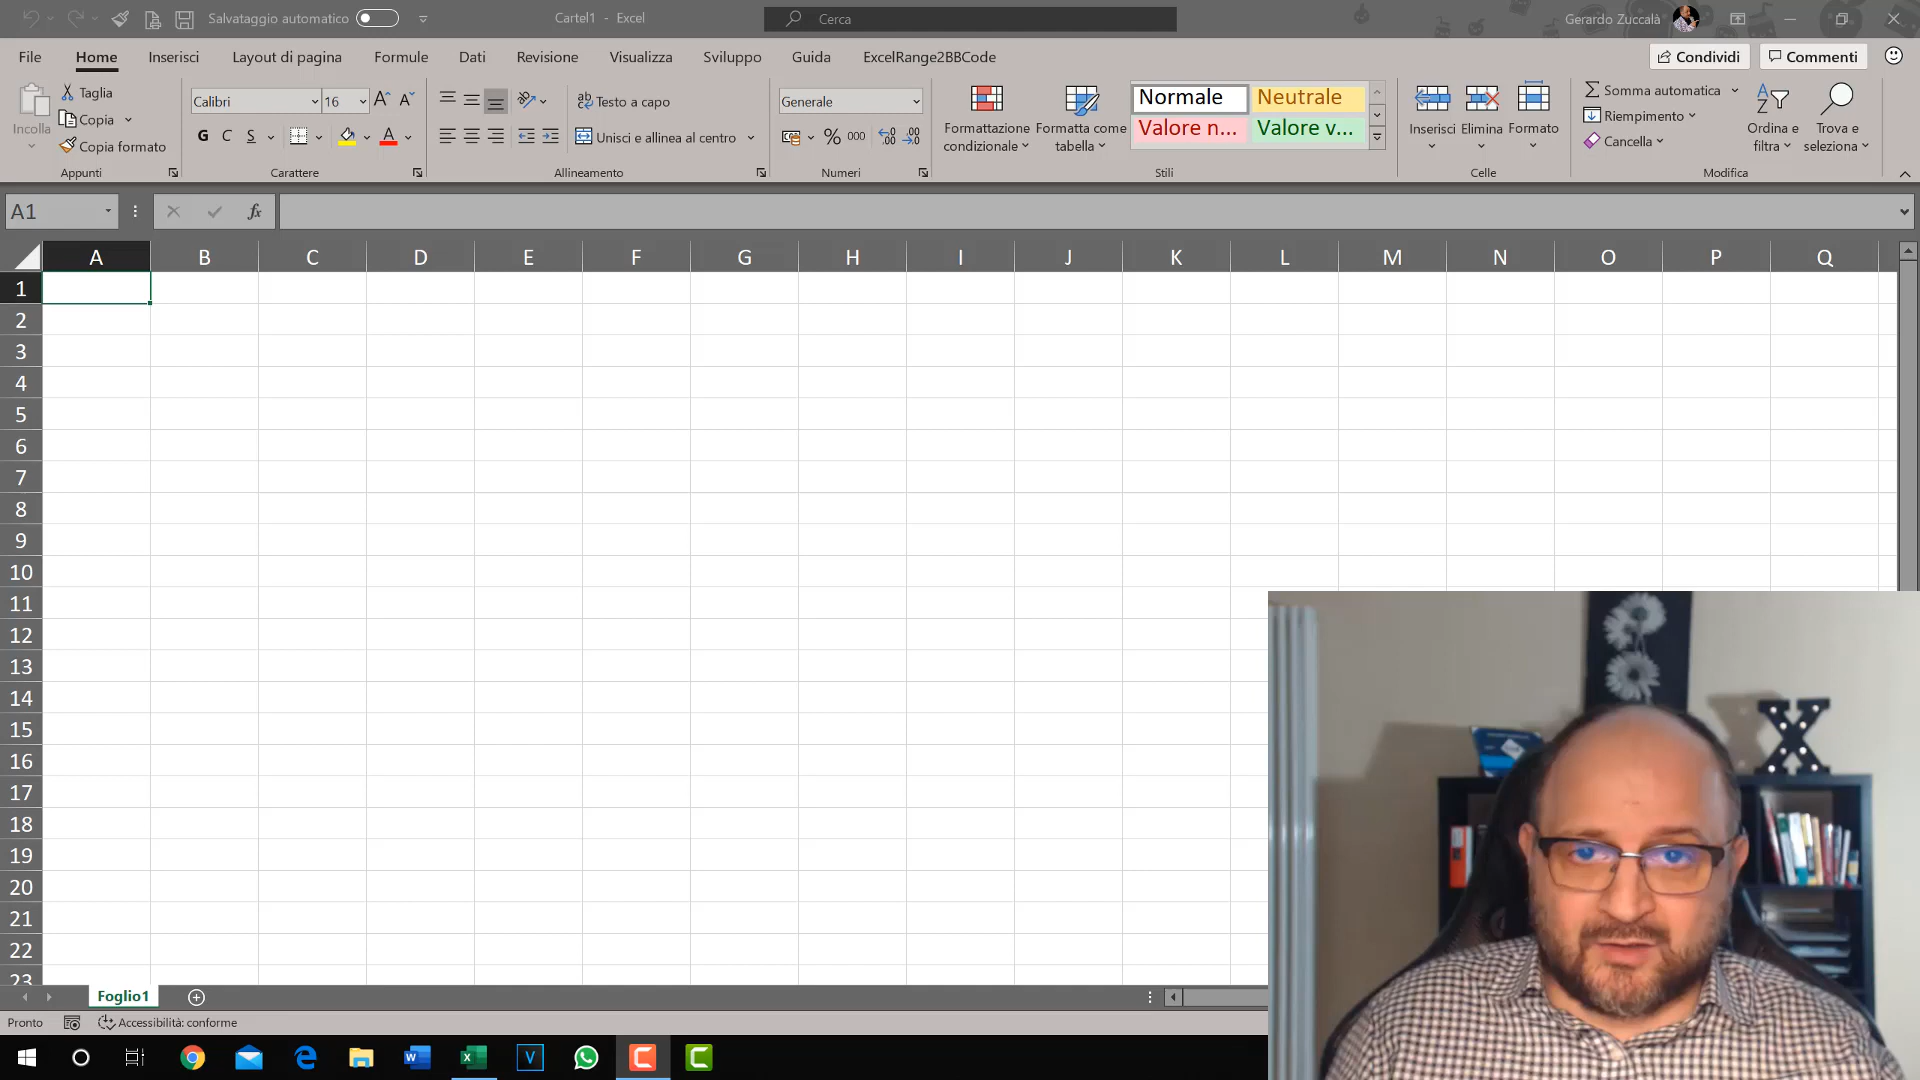 Salvataggio automatico
Cartel1 - Excel
Cerca
Gerardo Zuccalà
File Home Inserisci Layout di pagina Formule Dati Revisione Visualizza Sviluppo Guida ExcelRange2BBCode
Condividi Commenti
Incolla
Taglia
Copia
Copia formato
Appunti
Calibri 16
G C S
Carattere
Testo a capo
Unisci e allinea al centro
Allineamento
Generale
% 000
Numeri
Formattazione condizionale
Formatta come tabella
Normale Neutrale
Valore n... Valore v...
Stili
Inserisci Elimina Formato
Celle
Somma automatica
Riempimento
Cancella
Ordina e filtra
Trova e seleziona
Modifica
A1
fx
A B C D E F G H I J K L M N O P Q
1
2
3
4
5
6
7
8
9
10
11
12
13
14
15
16
17
18
19
20
21
22
23
Foglio1
Pronto
Accessibilità: conforme